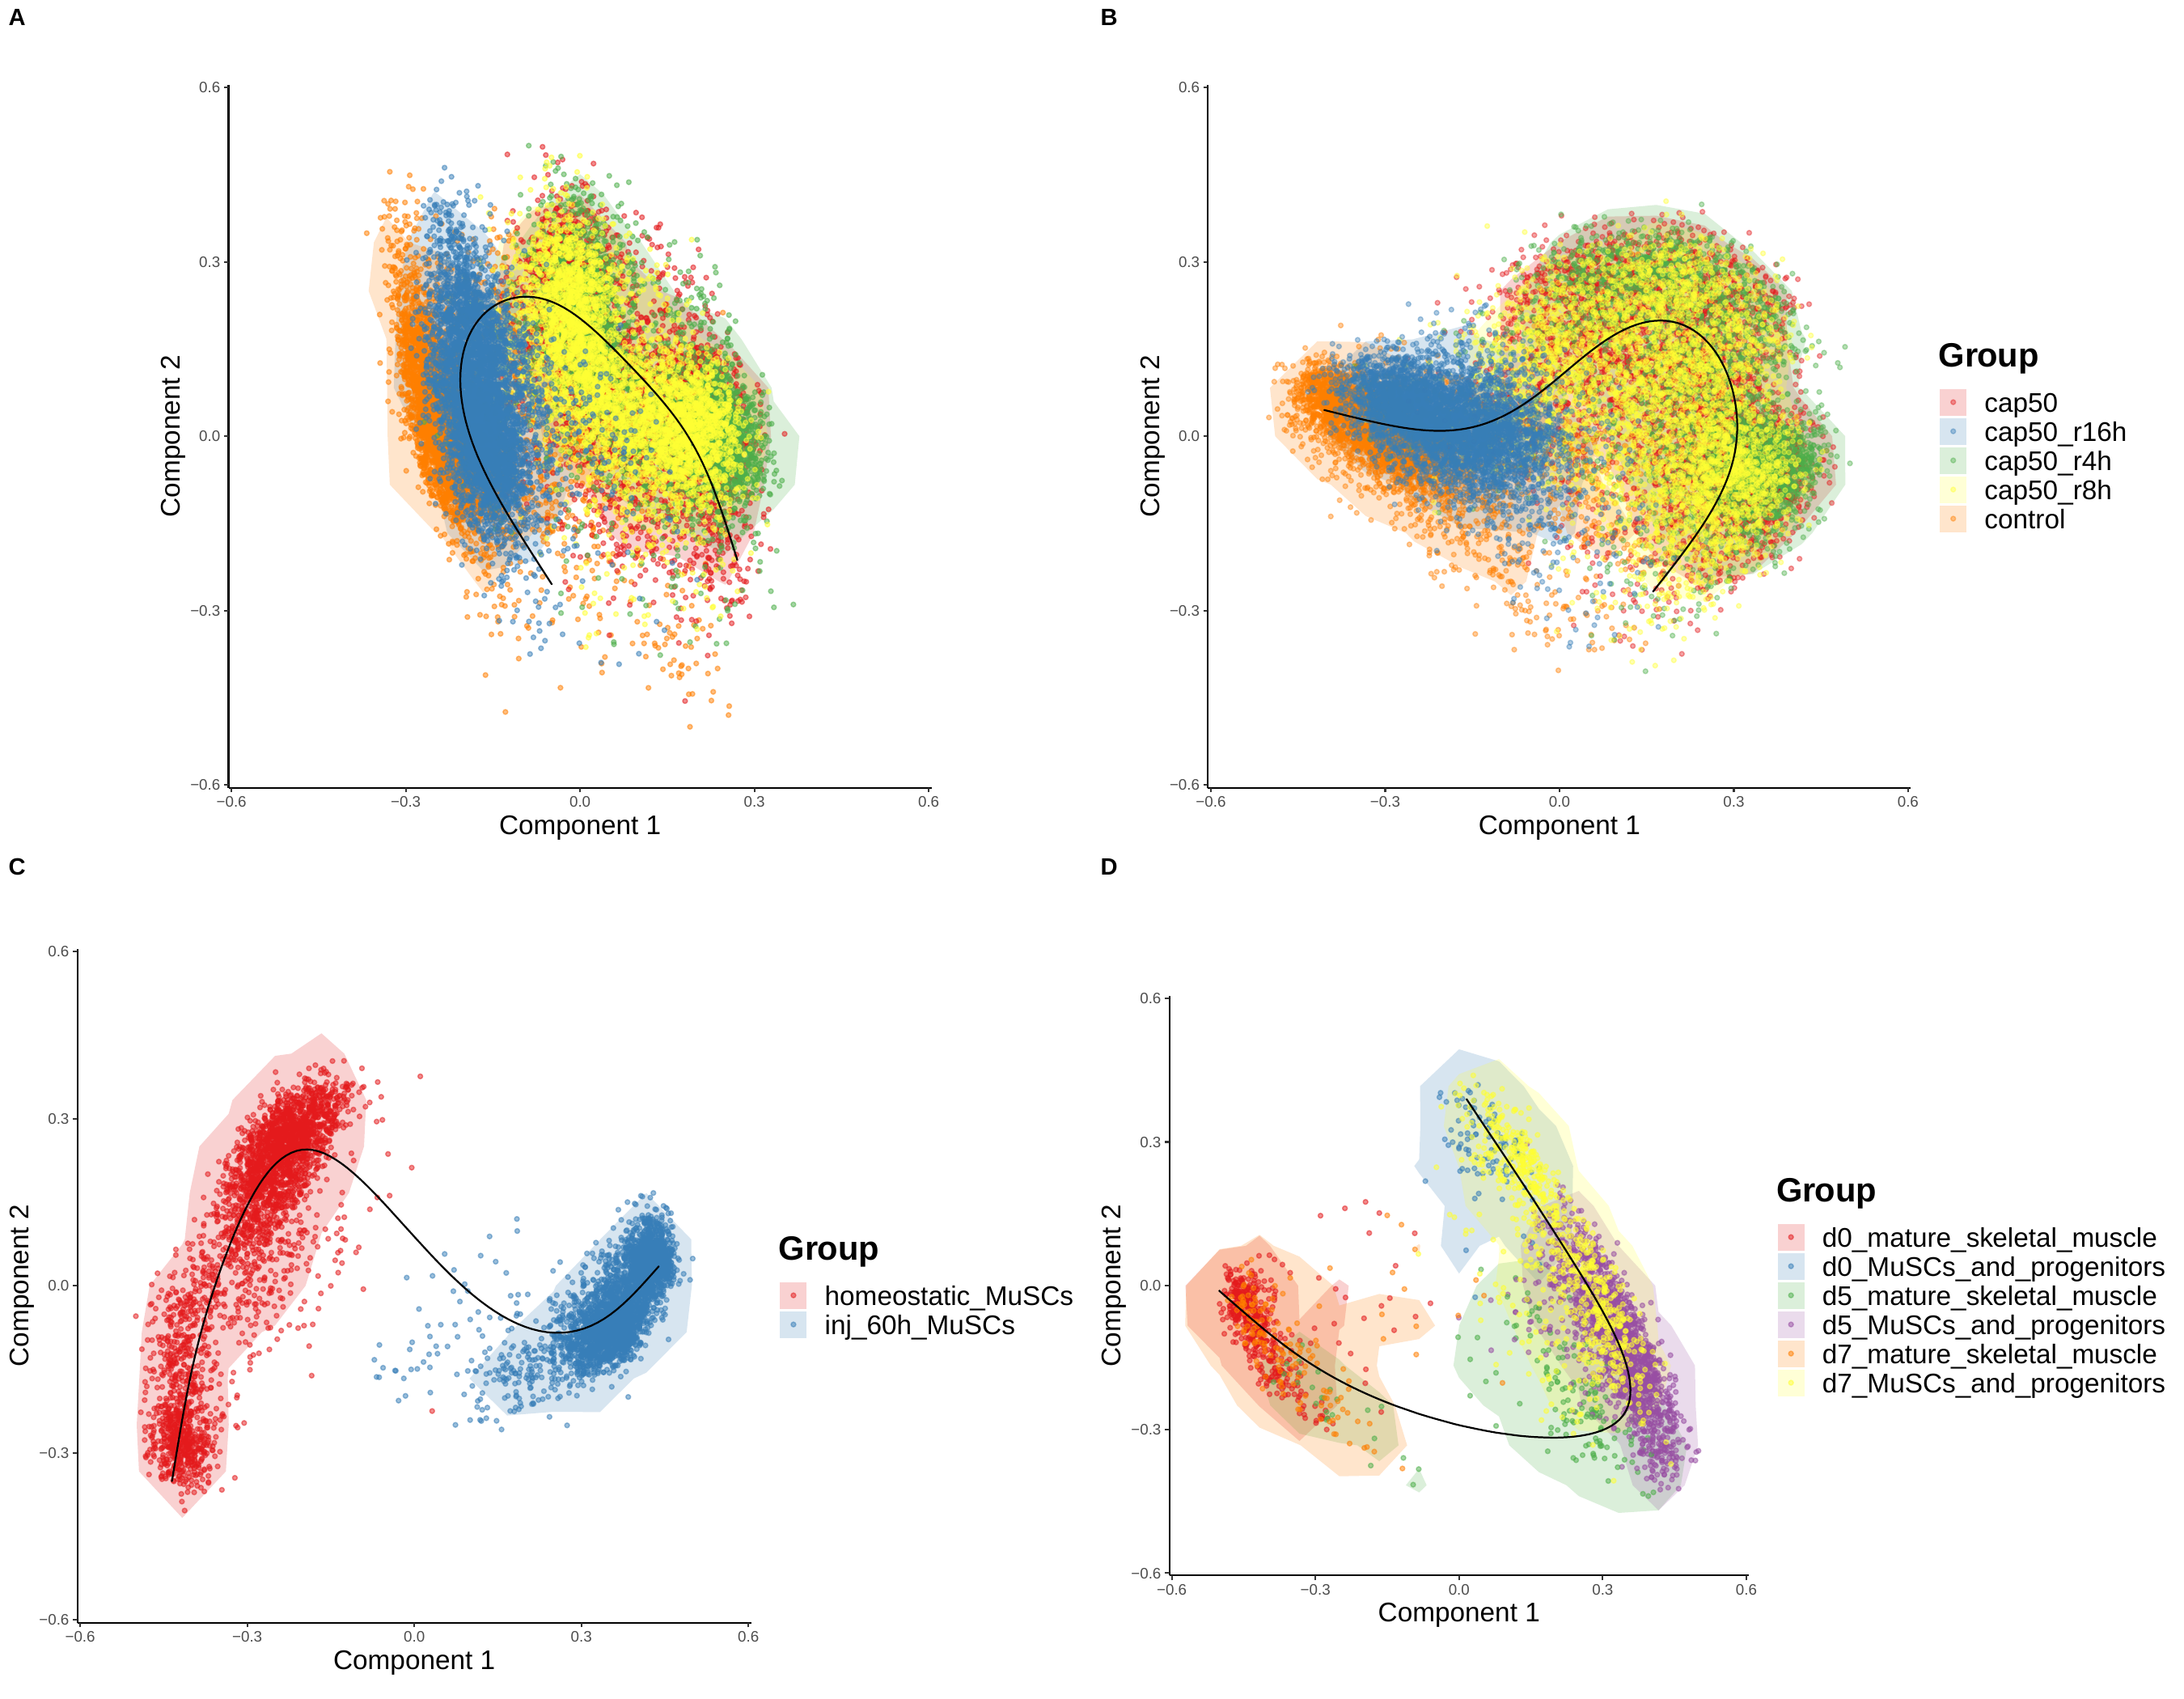 A
0.6
0.3
0.0
−0.3
−0.6
Component 2
−0.6 −0.3 0.0 0.3 0.6
Component 1
B
0.6
0.3
0.0
−0.3
−0.6
Component 2
−0.6 −0.3 0.0 0.3 0.6
Component 1
Group
cap50
cap50_r16h
cap50_r4h
cap50_r8h
control
C
0.6
0.3
0.0
−0.3
−0.6
Component 2
−0.6 −0.3 0.0 0.3 0.6
Component 1
Group
homeostatic_MuSCs
inj_60h_MuSCs
D
0.6
0.3
0.0
−0.3
−0.6
Component 2
−0.6 −0.3 0.0 0.3 0.6
Component 1
Group
d0_mature_skeletal_muscle
d0_MuSCs_and_progenitors
d5_mature_skeletal_muscle
d5_MuSCs_and_progenitors
d7_mature_skeletal_muscle
d7_MuSCs_and_progenitors